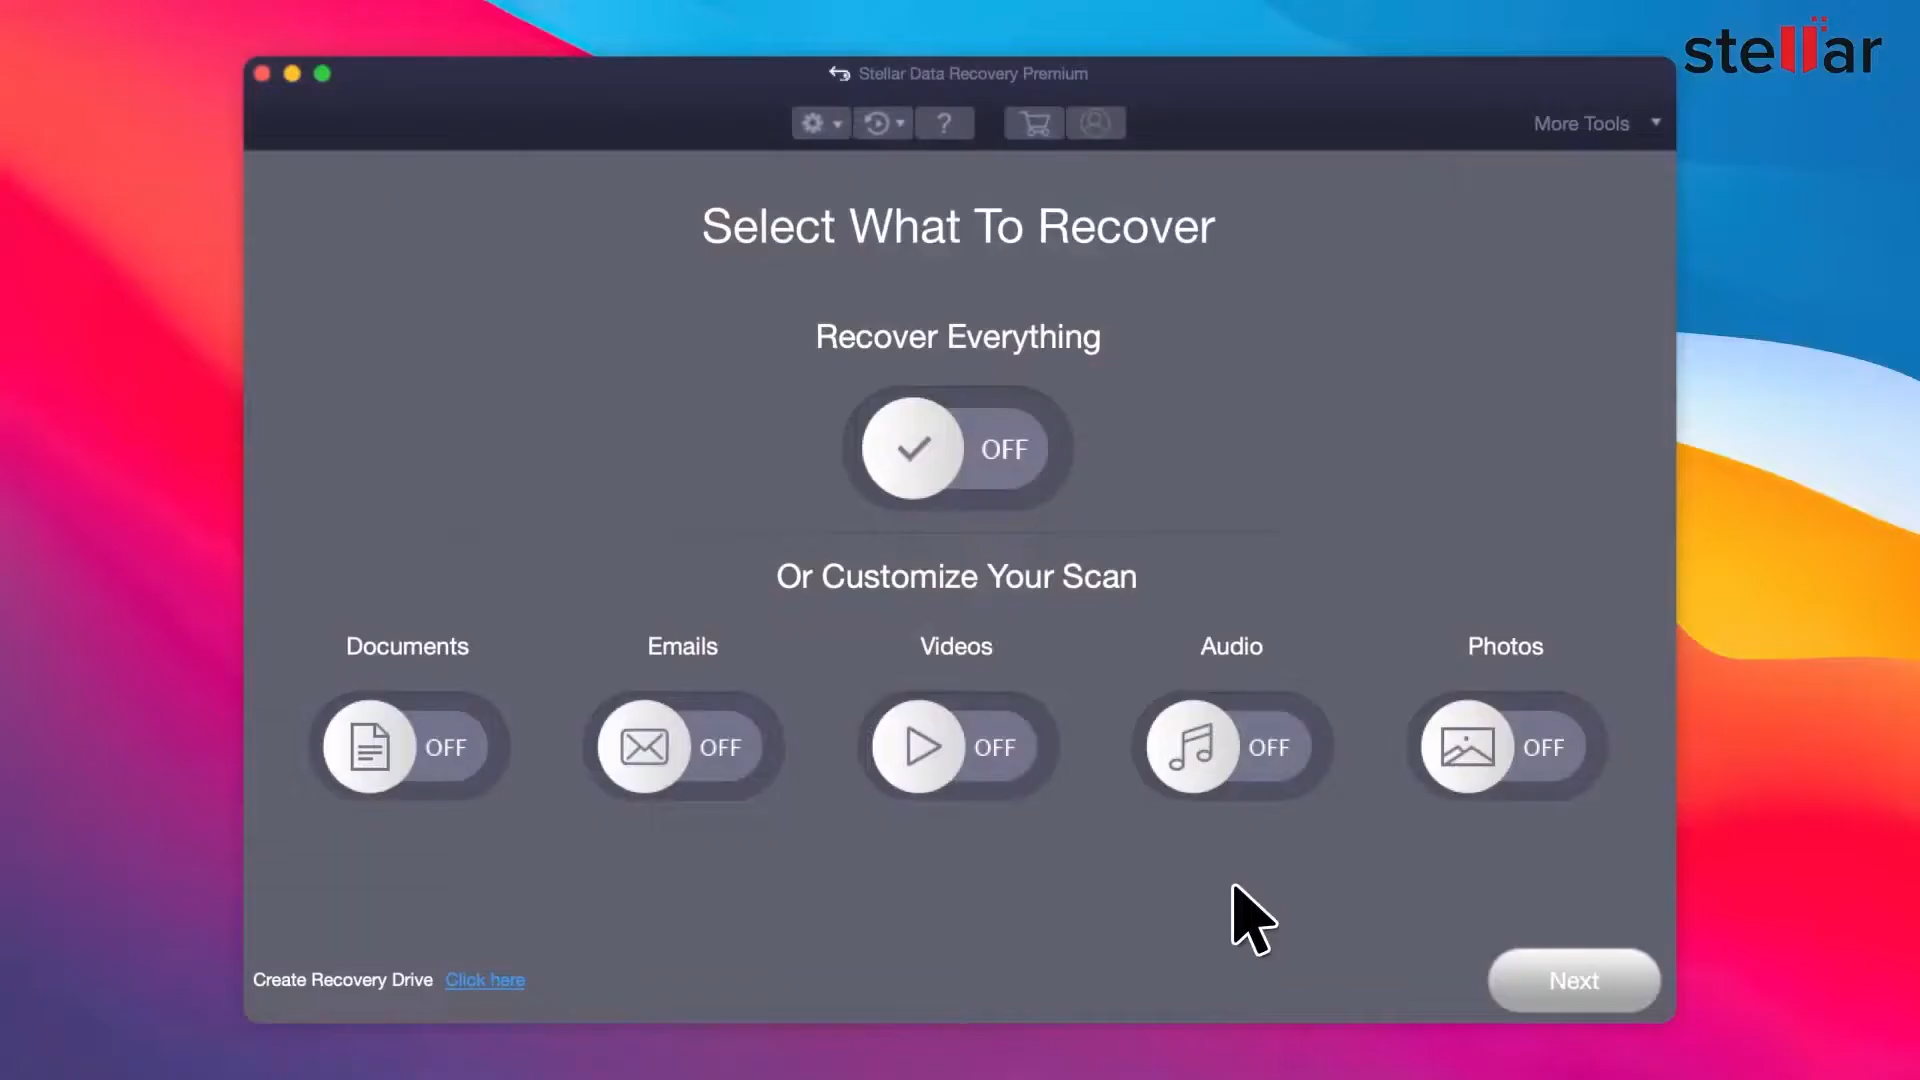 stellar
Stellar Data Recovery Premium
?
More Tools
Select What To Recover
Recover Everything
OFF
Or Customize Your Scan
Documents Emails Videos Audio Photos
OFF OFF OFF OFF OFF
Create Recovery Drive Click here
Next